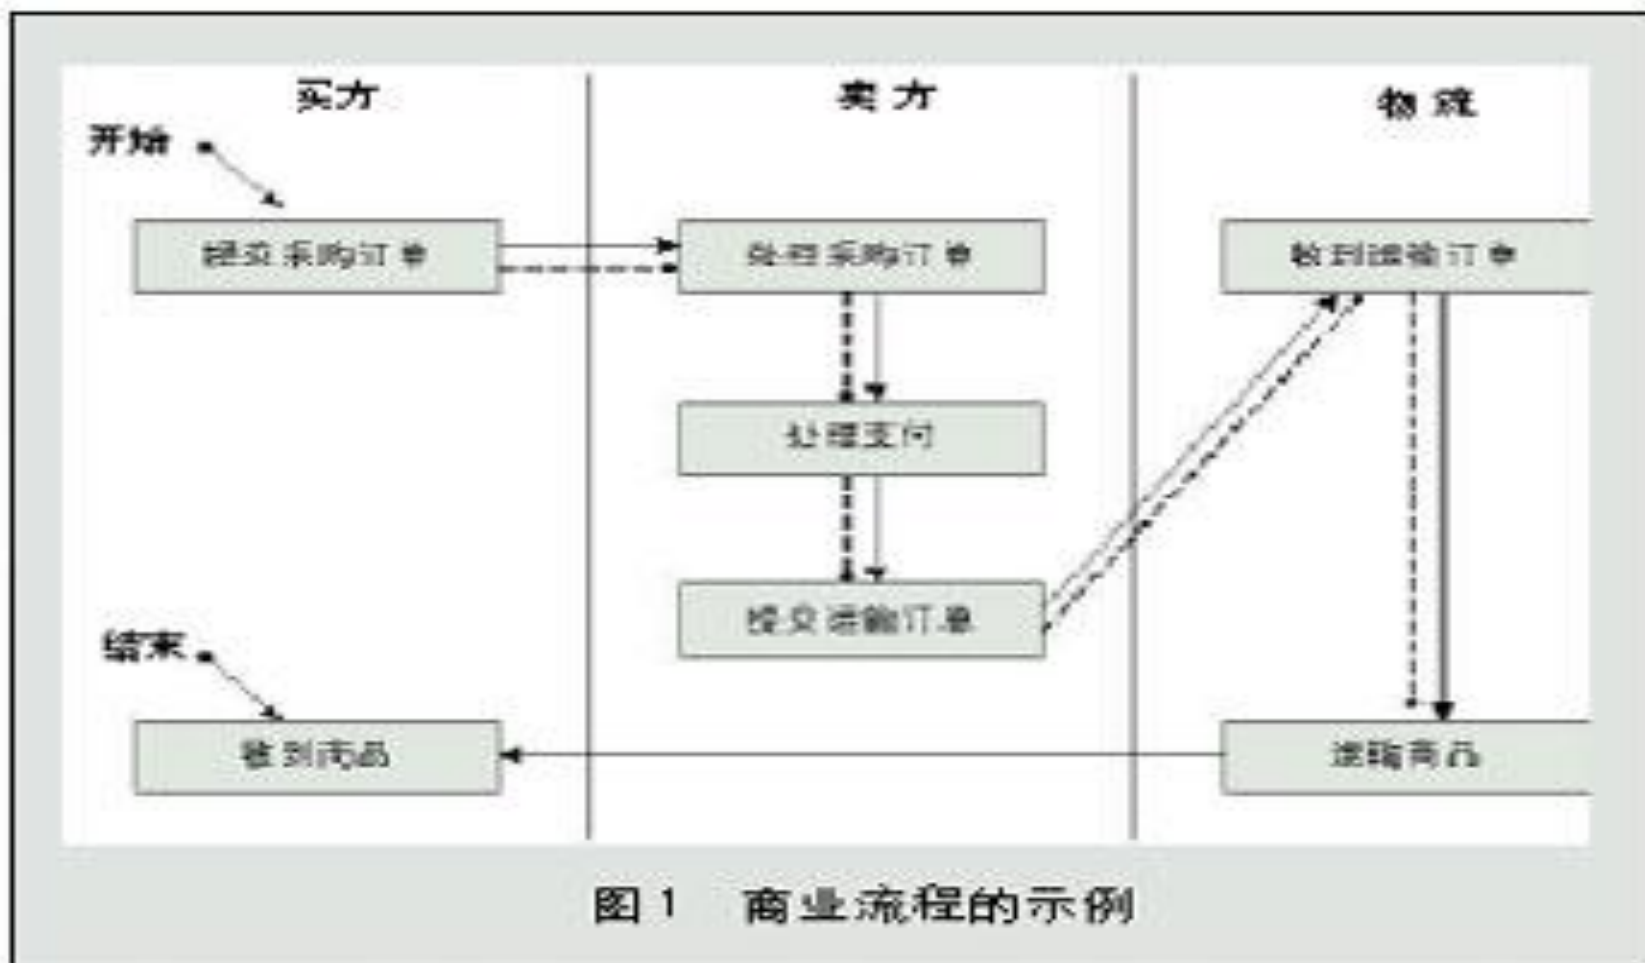 买方 卖方 物流
开始
提交采购订单 处理采购订单 收到运输订单
处理支付
提交运输订单
结束
收到商品 运输商品
图1 商业流程的示例